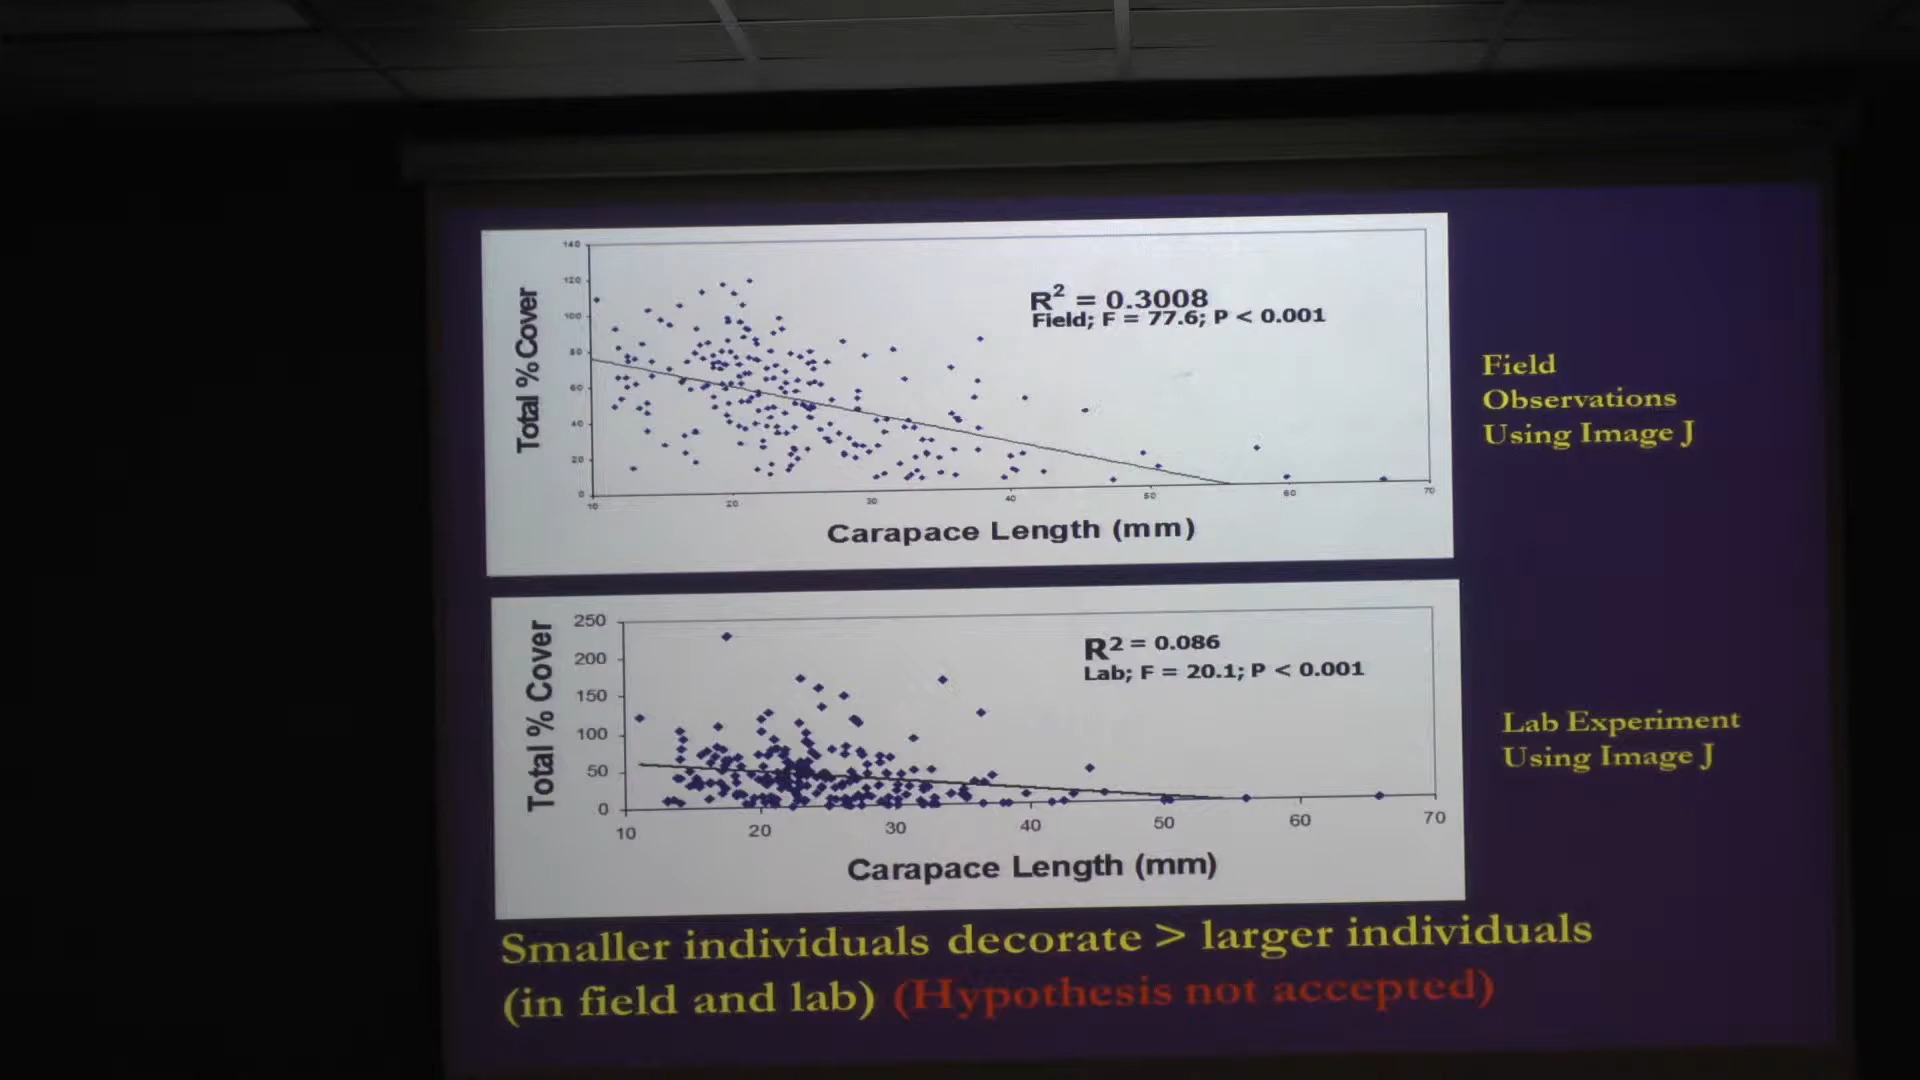 140
120
100
80
60
40
20
0
10 20 30 40 50 60 70
Total % Cover
Carapace Length (mm)
R² = 0.3008
Field; F = 77.6; P < 0.001
Field
Observations
Using Image J
250
200
150
100
50
0
10 20 30 40 50 60 70
Total % Cover
Carapace Length (mm)
R² = 0.086
Lab; F = 20.1; P < 0.001
Lab Experiment
Using Image J
Smaller individuals decorate > larger individuals
(in field and lab) (Hypothesis not accepted)